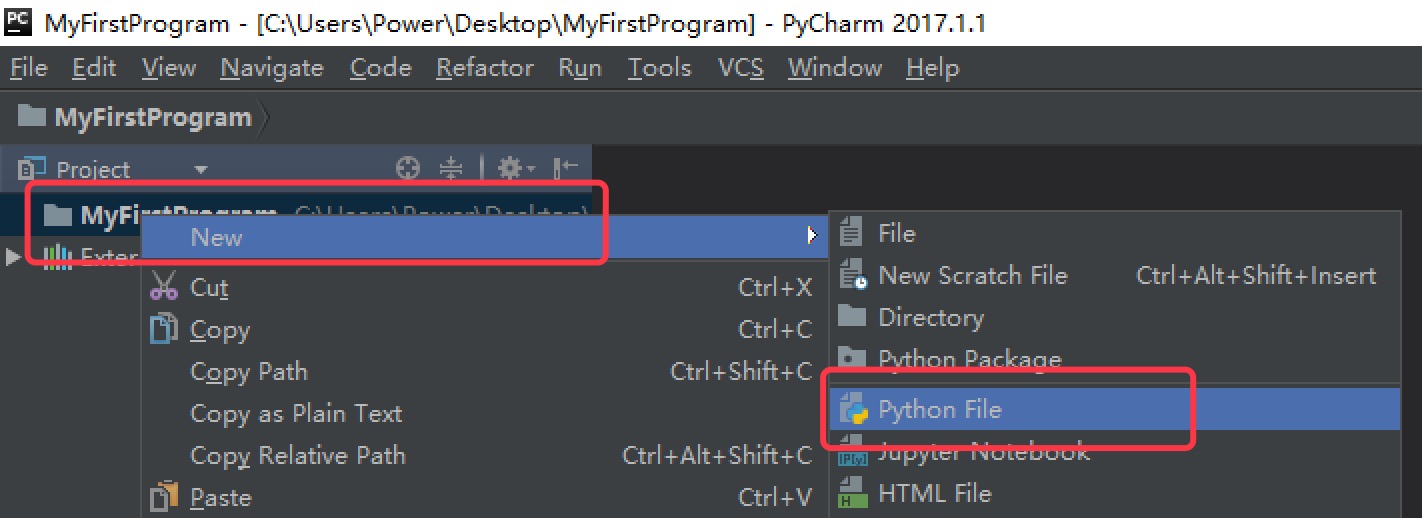 PC MyFirstProgram - [C:\Users\Power\Desktop\MyFirstProgram] - PyCharm 2017.1.1
File Edit View Navigate Code Refactor Run Tools VCS Window Help
MyFirstProgram
Project
MyFirstProgram C:\Users\Power\Desktop\
New
Exter
Cut Ctrl+X
Copy Ctrl+C
Copy Path Ctrl+Shift+C
Copy as Plain Text
Copy Relative Path Ctrl+Alt+Shift+C
Paste Ctrl+V
File
New Scratch File Ctrl+Alt+Shift+Insert
Directory
Python Package
Python File
IP[y] Jupyter Notebook
H HTML File